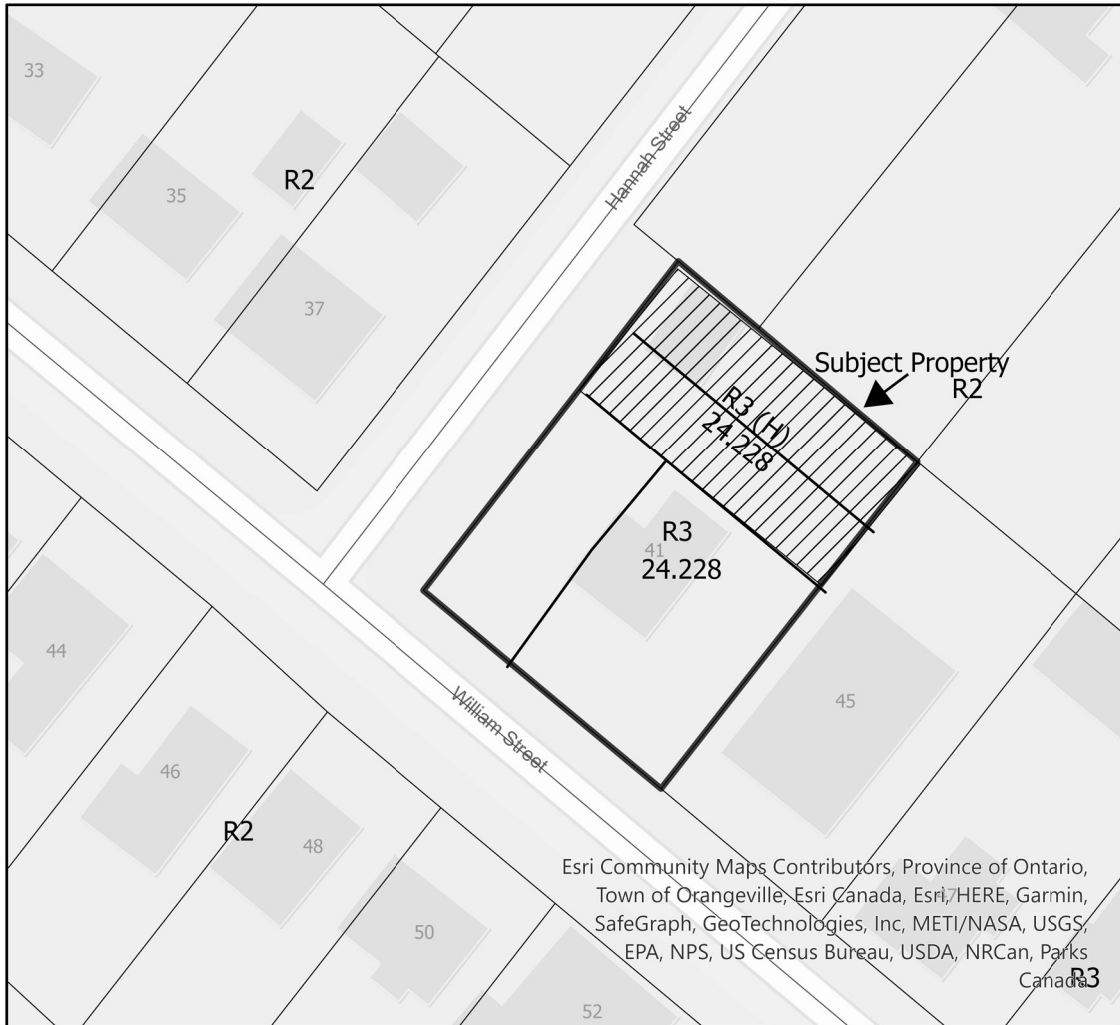 33
Hannah Street
R2
35
37
Subject Property
R2
R3 (H)
24.228
R3
41
24.228
44
45
William Street
46
R2
48
Esri Community Maps Contributors, Province of Ontario,
Town of Orangeville, Esri Canada, Esri, HERE, Garmin,
47
SafeGraph, GeoTechnologies, Inc, METI/NASA, USGS,
50
EPA, NPS, US Census Bureau, USDA, NRCan, Parks
Canada
R3
52